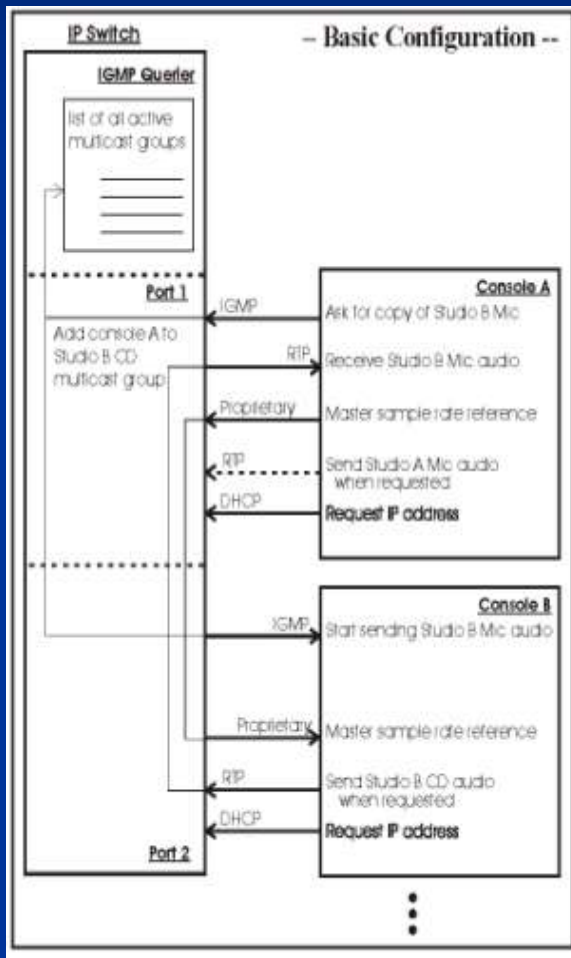 IP Switch
– Basic Configuration --
IGMP Querier
list of all active
multicast groups
Port 1
Add console A to
Studio B CD
multicast group
IGMP
RTP
Proprietary
RTP
DHCP
Console A
Ask for copy of Studio B Mic
Receive Studio B Mic audio
Master sample rate reference
Send Studio A Mic audio
when requested
Request IP address
IGMP
Proprietary
RTP
DHCP
Console B
Start sending Studio B Mic audio
Master sample rate reference
Send Studio B CD audio
when requested
Request IP address
Port 2